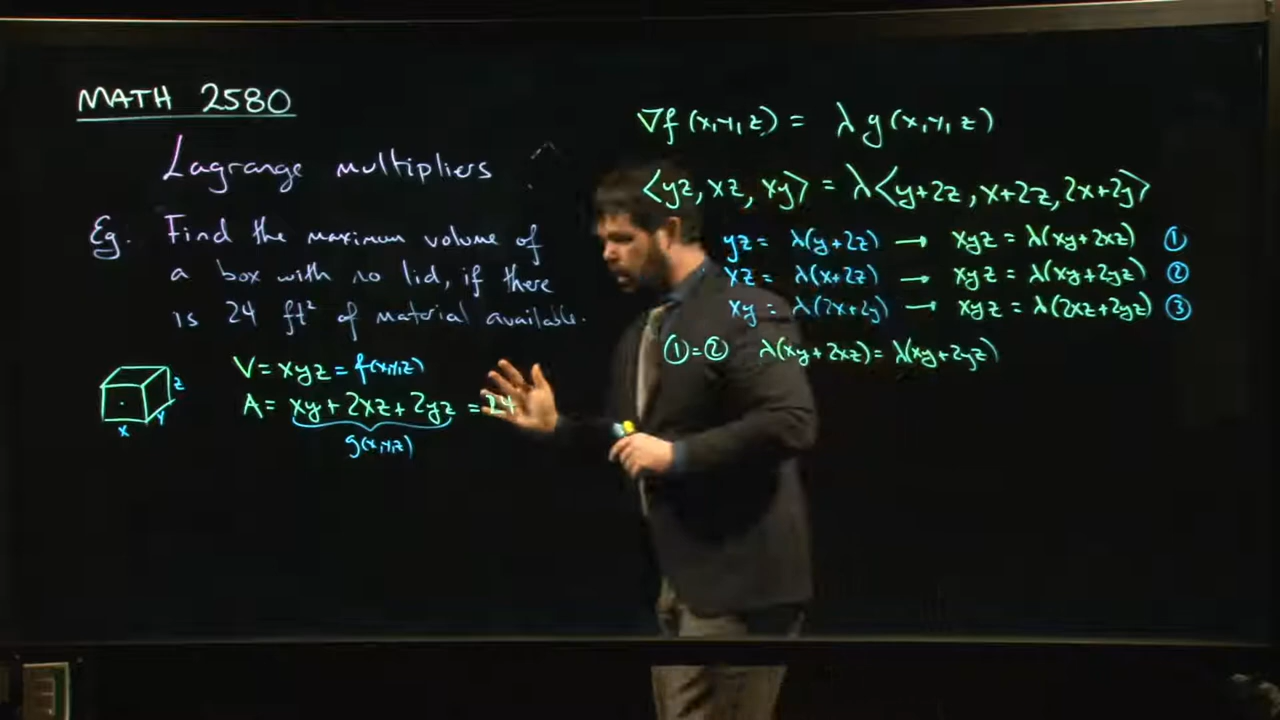 MATH 2580
Lagrange multipliers
Eg. Find the maximum volume of
a box with no lid, if there
is 24 ft² of material available.
x
y
z
V = xyz = f(x,y,z)
A = xy + 2xz + 2yz = 24
g(x,y,z)
∇f(x,y,z) = λg(x,y,z)
⟨yz, xz, xy⟩ = λ⟨y+2z, x+2z, 2x+2y⟩
yz = λ(y+2z) → xyz = λ(xy+2xz) ①
xz = λ(x+2z) → xyz = λ(xy+2yz) ②
xy = λ(2x+2y) → xyz = λ(2xz+2yz) ③
①=② λ(xy+2xz) = λ(xy+2yz)